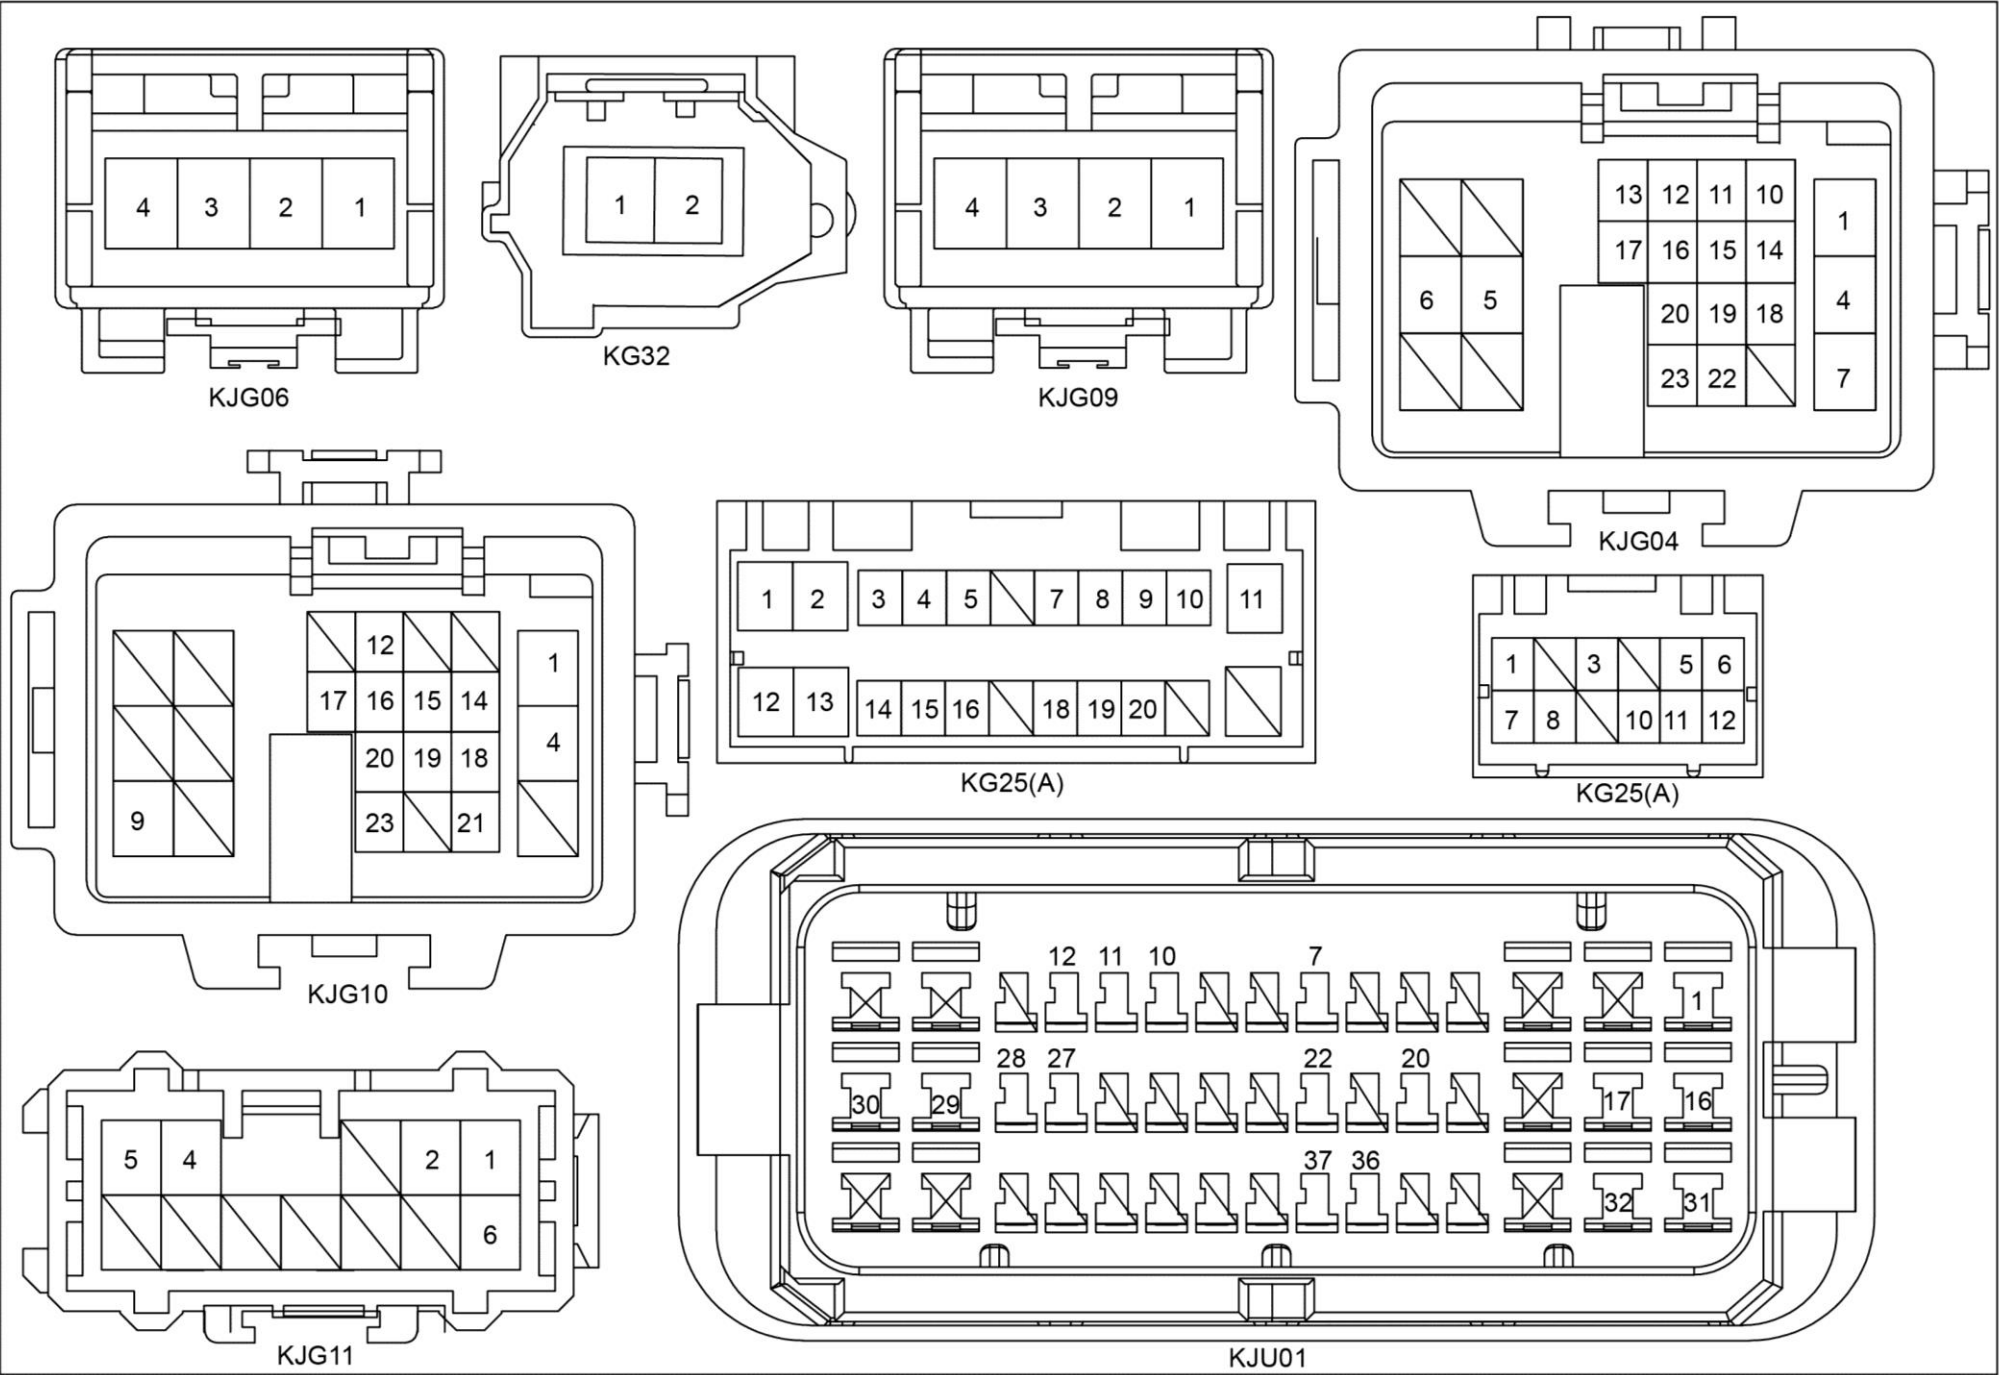 4 3 2 1
KJG06
1 2
KG32
4 3 2 1
KJG09
13 12 11 10
1
17 16 15 14
6 5
20 19 18
4
23 22
7
KJG04
12
1
17 16 15 14
20 19 18
4
9
23 21
KJG10
1 2 3 4 5 7 8 9 10 11
12 13 14 15 16 18 19 20
KG25(A)
1 3 5 6
7 8 10 11 12
KG25(A)
5 4 2 1
6
KJG11
12 11 10 7
1
28 27 22 20
30 29 17 16
37 36
32 31
KJU01